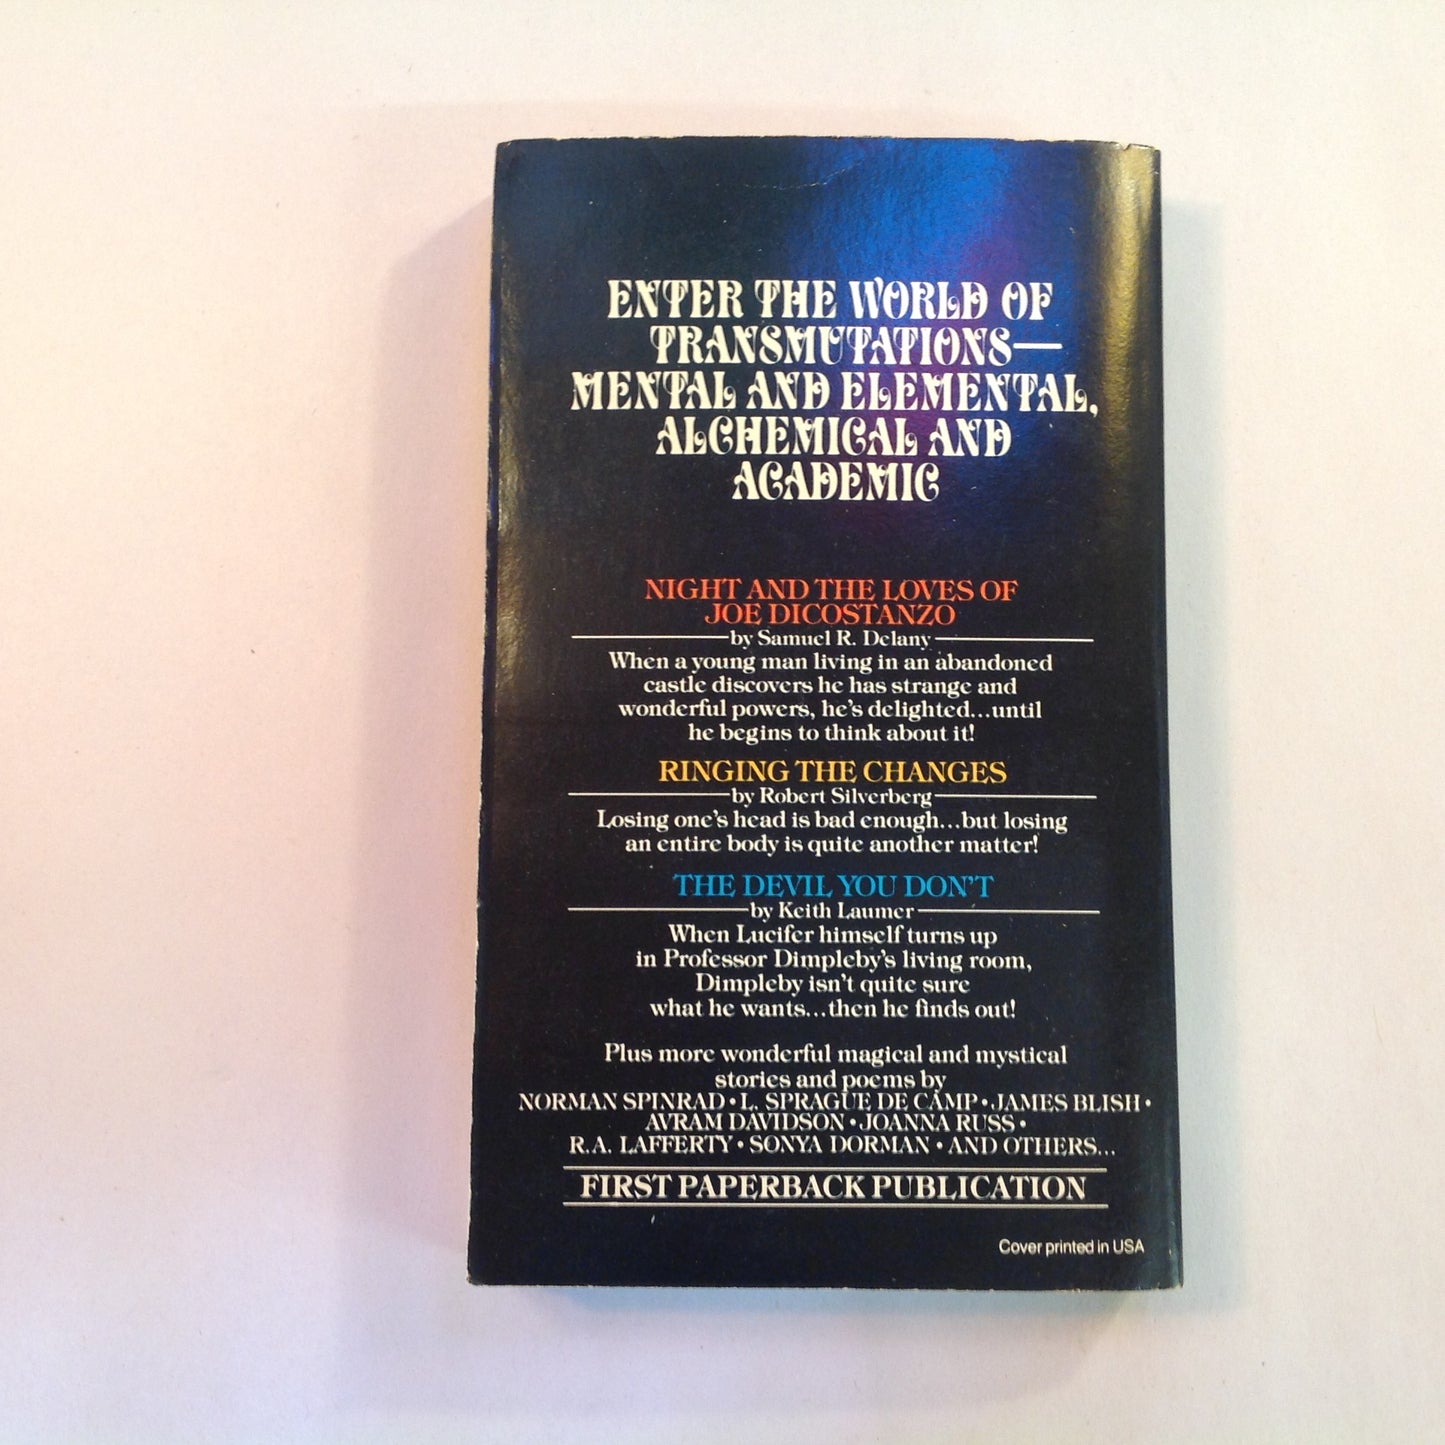 ENTER THE WORLD OF
TRANSMUTATIONS—
MENTAL AND ELEMENTAL,
ALCHEMICAL AND
ACADEMIC
NIGHT AND THE LOVES OF
JOE DICOSTANZO
by Samuel R. Delany
When a young man living in an abandoned
castle discovers he has strange and
wonderful powers, he's delighted...until
he begins to think about it!
RINGING THE CHANGES
by Robert Silverberg
Losing one's head is bad enough...but losing
an entire body is quite another matter!
THE DEVIL YOU DON'T
by Keith Laumer
When Lucifer himself turns up
in Professor Dimpleby's living room,
Dimpleby isn't quite sure
what he wants...then he finds out!
Plus more wonderful magical and mystical
stories and poems by
NORMAN SPINRAD • L. SPRAGUE DE CAMP • JAMES BLISH •
AVRAM DAVIDSON • JOANNA RUSS •
R.A. LAFFERTY • SONYA DORMAN • AND OTHERS...
FIRST PAPERBACK PUBLICATION
Cover printed in USA